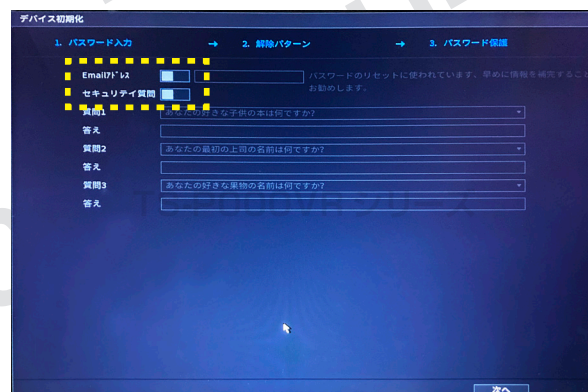 デバイス初期化
1. パスワード入力 → 2. 解除パターン → 3. パスワード保護
Emailｱﾄﾞﾚｽ パスワードのリセットに使われています。早めに情報を補完すること
お勧めします。
セキュリテイ質問
質問1 あなたの好きな子供の本は何ですか?
答え
質問2 あなたの最初の上司の名前は何ですか?
答え
質問3 あなたの好きな果物の名前は何ですか?
答え
シリーズ
次へ